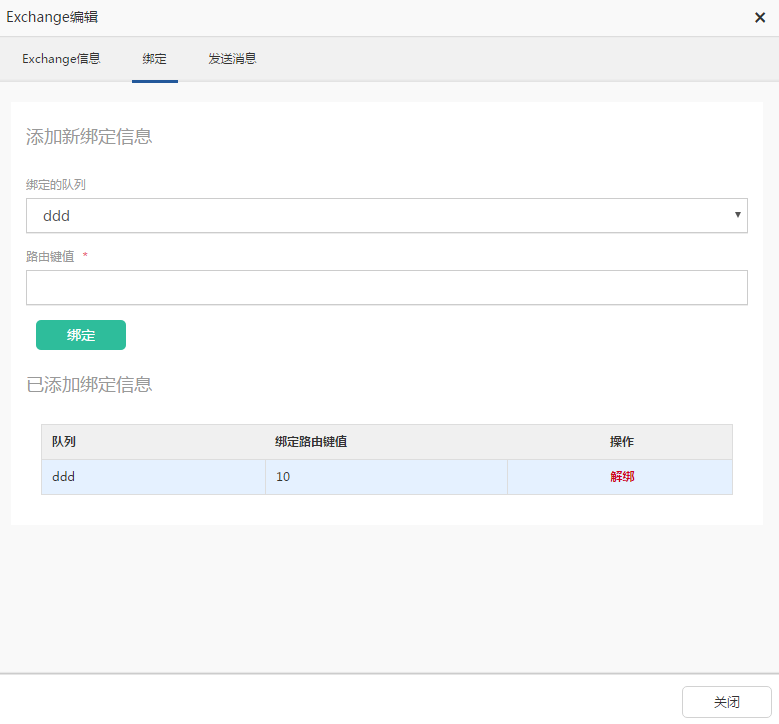 Exchange编辑
Exchange信息 绑定 发送消息
添加新绑定信息
绑定的队列
ddd
路由键值 *
绑定
已添加绑定信息
队列 绑定路由键值 操作
ddd 10 解绑
关闭